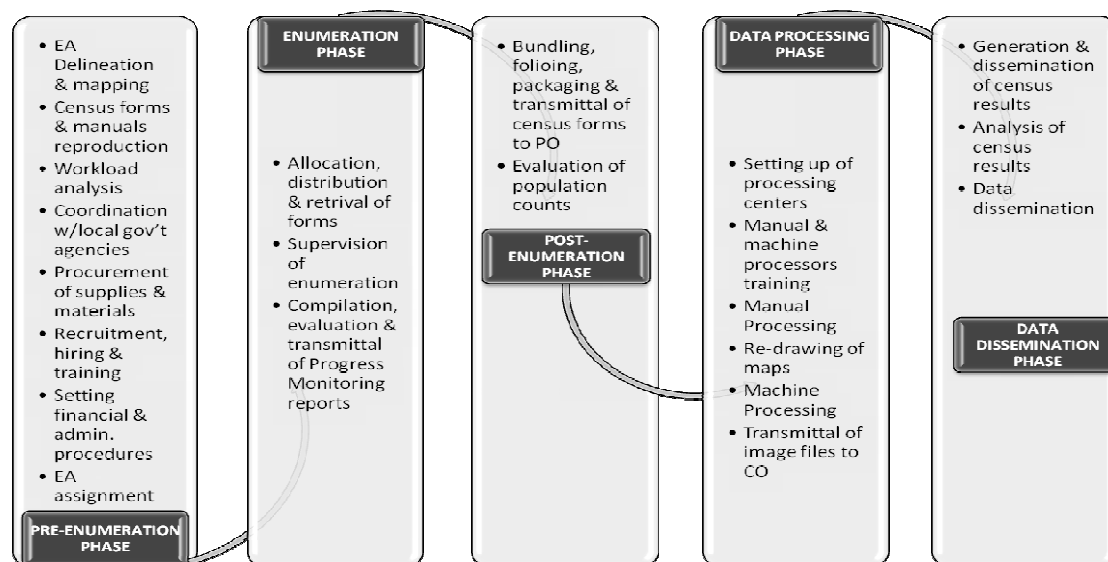 • EA
Delineation
& mapping
• Census forms
& manuals
reproduction
• Workload
analysis
• Coordination
w/local gov't
agencies
• Procurement
of supplies &
materials
• Recruitment,
hiring &
training
• Setting
financial &
admin.
procedures
• EA
assignment
PRE-ENUMERATION
PHASE
ENUMERATION
PHASE
• Allocation,
distribution
& retrival of
forms
• Supervision
of
enumeration
• Compilation,
evaluation &
transmittal
of Progress
Monitoring
reports
• Bundling,
folioing,
packaging &
transmittal of
census forms
to PO
• Evaluation of
population
counts
POST-
ENUMERATION
PHASE
DATA PROCESSING
PHASE
• Setting up of
processing
centers
• Manual &
machine
processors
training
• Manual
Processing
• Re-drawing of
maps
• Machine
Processing
• Transmittal of
image files to
CO
• Generation &
dissemination
of census
results
• Analysis of
census
results
• Data
dissemination
DATA
DISSEMINATION
PHASE